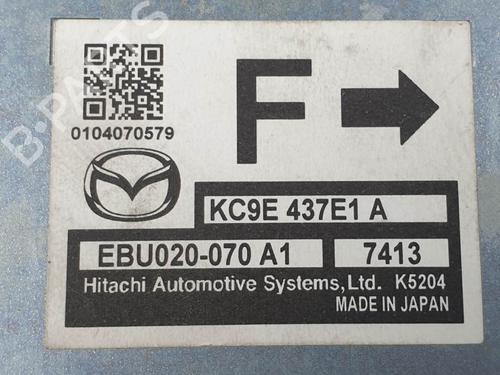 0104070579
F
KC9E 437E1 A
EBU020-070 A1 7413
Hitachi Automotive Systems,Ltd. K5204
MADE IN JAPAN
B-PARTS